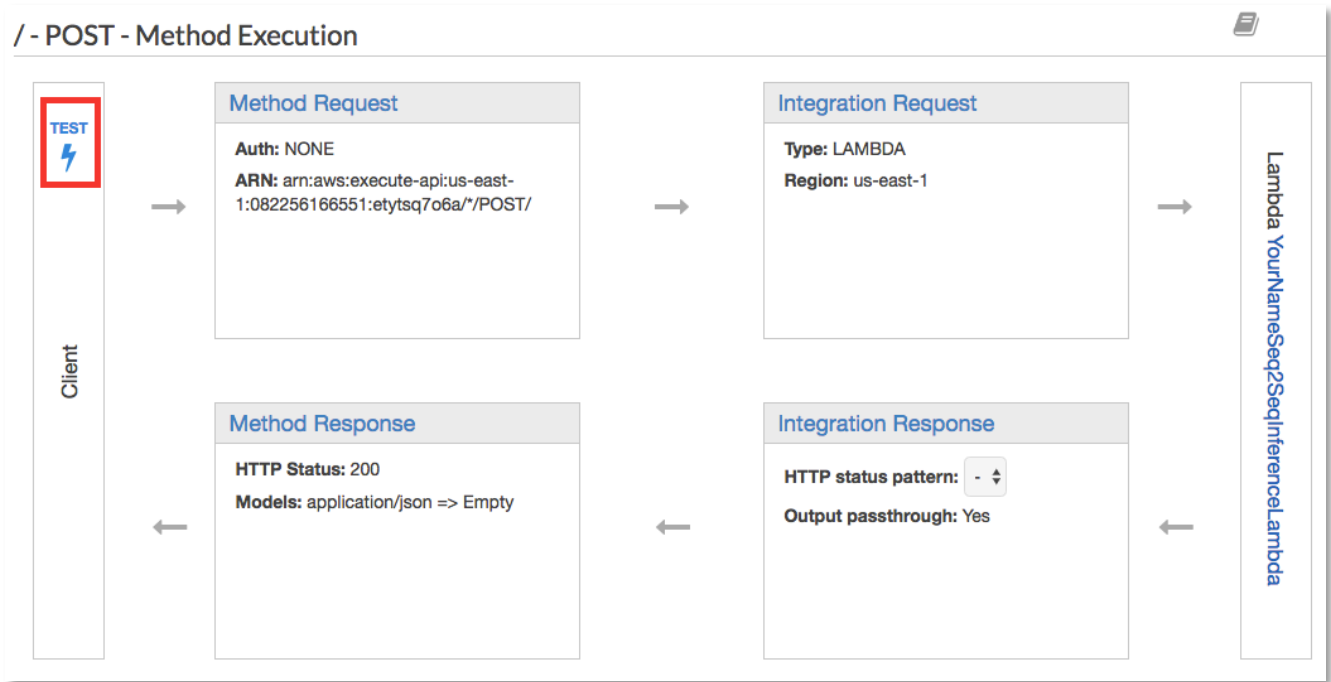 / - POST - Method Execution
TEST
Client
Method Request
Auth: NONE
ARN: arn:aws:execute-api:us-east-
1:082256166551:etytsq7o6a/*/POST/
Integration Request
Type: LAMBDA
Region: us-east-1
Lambda YourNameSeq2SeqInferenceLambda
Method Response
HTTP Status: 200
Models: application/json => Empty
Integration Response
HTTP status pattern: -
Output passthrough: Yes